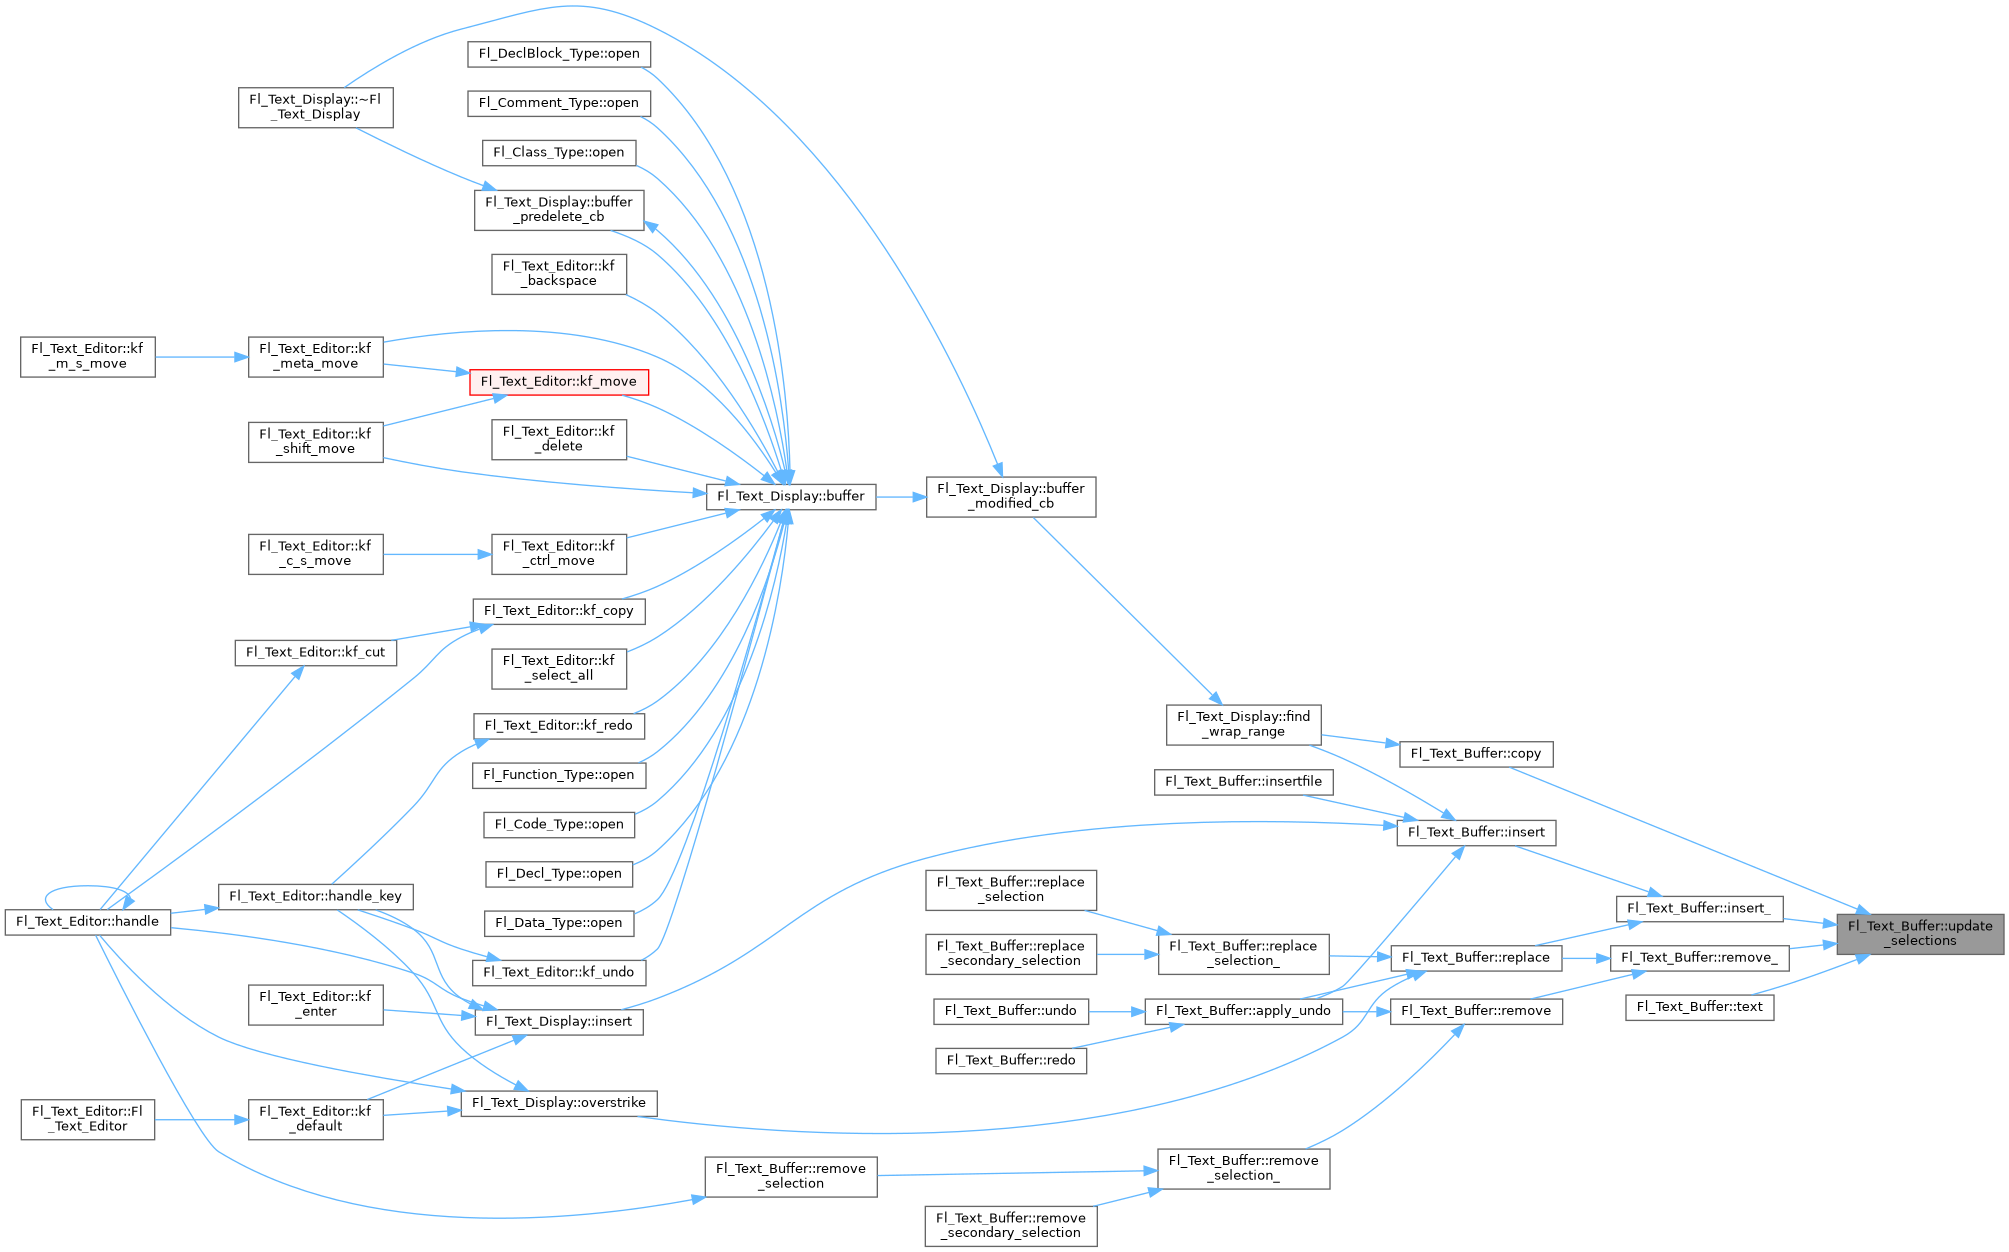 Fl_DeclBlock_Type::open
Fl_Text_Display::~Fl
_Text_Display
Fl_Comment_Type::open
Fl_Class_Type::open
Fl_Text_Display::buffer
_predelete_cb
Fl_Text_Editor::kf
_backspace
Fl_Text_Editor::kf
_m_s_move
Fl_Text_Editor::kf
_meta_move
Fl_Text_Editor::kf_move
Fl_Text_Editor::kf
_shift_move
Fl_Text_Editor::kf
_delete
Fl_Text_Display::buffer
Fl_Text_Display::buffer
_modified_cb
Fl_Text_Editor::kf
_c_s_move
Fl_Text_Editor::kf
_ctrl_move
Fl_Text_Editor::kf_copy
Fl_Text_Editor::kf_cut
Fl_Text_Editor::kf
_select_all
Fl_Text_Editor::kf_redo
Fl_Text_Display::find
_wrap_range
Fl_Text_Buffer::copy
Fl_Function_Type::open
Fl_Text_Buffer::insertfile
Fl_Code_Type::open
Fl_Text_Buffer::insert
Fl_Decl_Type::open
Fl_Text_Buffer::replace
_selection
Fl_Text_Editor::handle_key
Fl_Text_Editor::handle
Fl_Data_Type::open
Fl_Text_Buffer::insert_
Fl_Text_Buffer::update
_selections
Fl_Text_Buffer::replace
_secondary_selection
Fl_Text_Buffer::replace
_selection_
Fl_Text_Buffer::replace
Fl_Text_Buffer::remove_
Fl_Text_Editor::kf_undo
Fl_Text_Editor::kf
_enter
Fl_Text_Display::insert
Fl_Text_Buffer::undo
Fl_Text_Buffer::apply_undo
Fl_Text_Buffer::remove
Fl_Text_Buffer::text
Fl_Text_Buffer::redo
Fl_Text_Display::overstrike
Fl_Text_Editor::Fl
_Text_Editor
Fl_Text_Editor::kf
_default
Fl_Text_Buffer::remove
_selection
Fl_Text_Buffer::remove
_selection_
Fl_Text_Buffer::remove
_secondary_selection